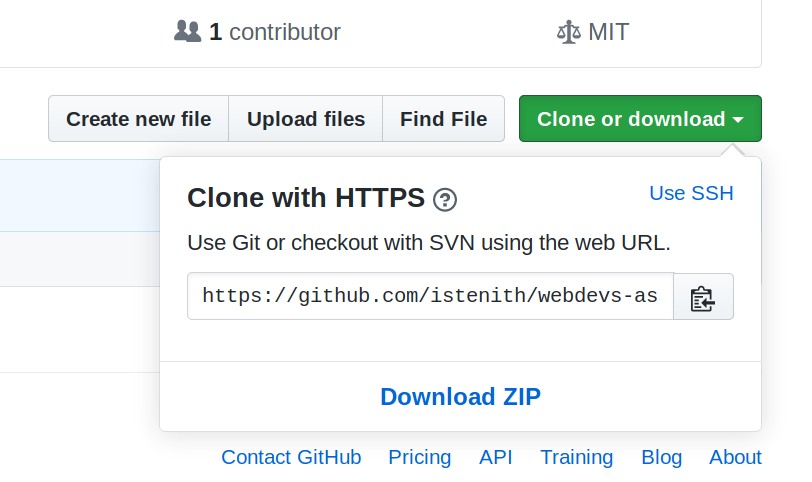 1 contributor MIT
Create new file Upload files Find File Clone or download
Clone with HTTPS Use SSH
Use Git or checkout with SVN using the web URL.
https://github.com/istenith/webdevs-as
Download ZIP
Contact GitHub Pricing API Training Blog About